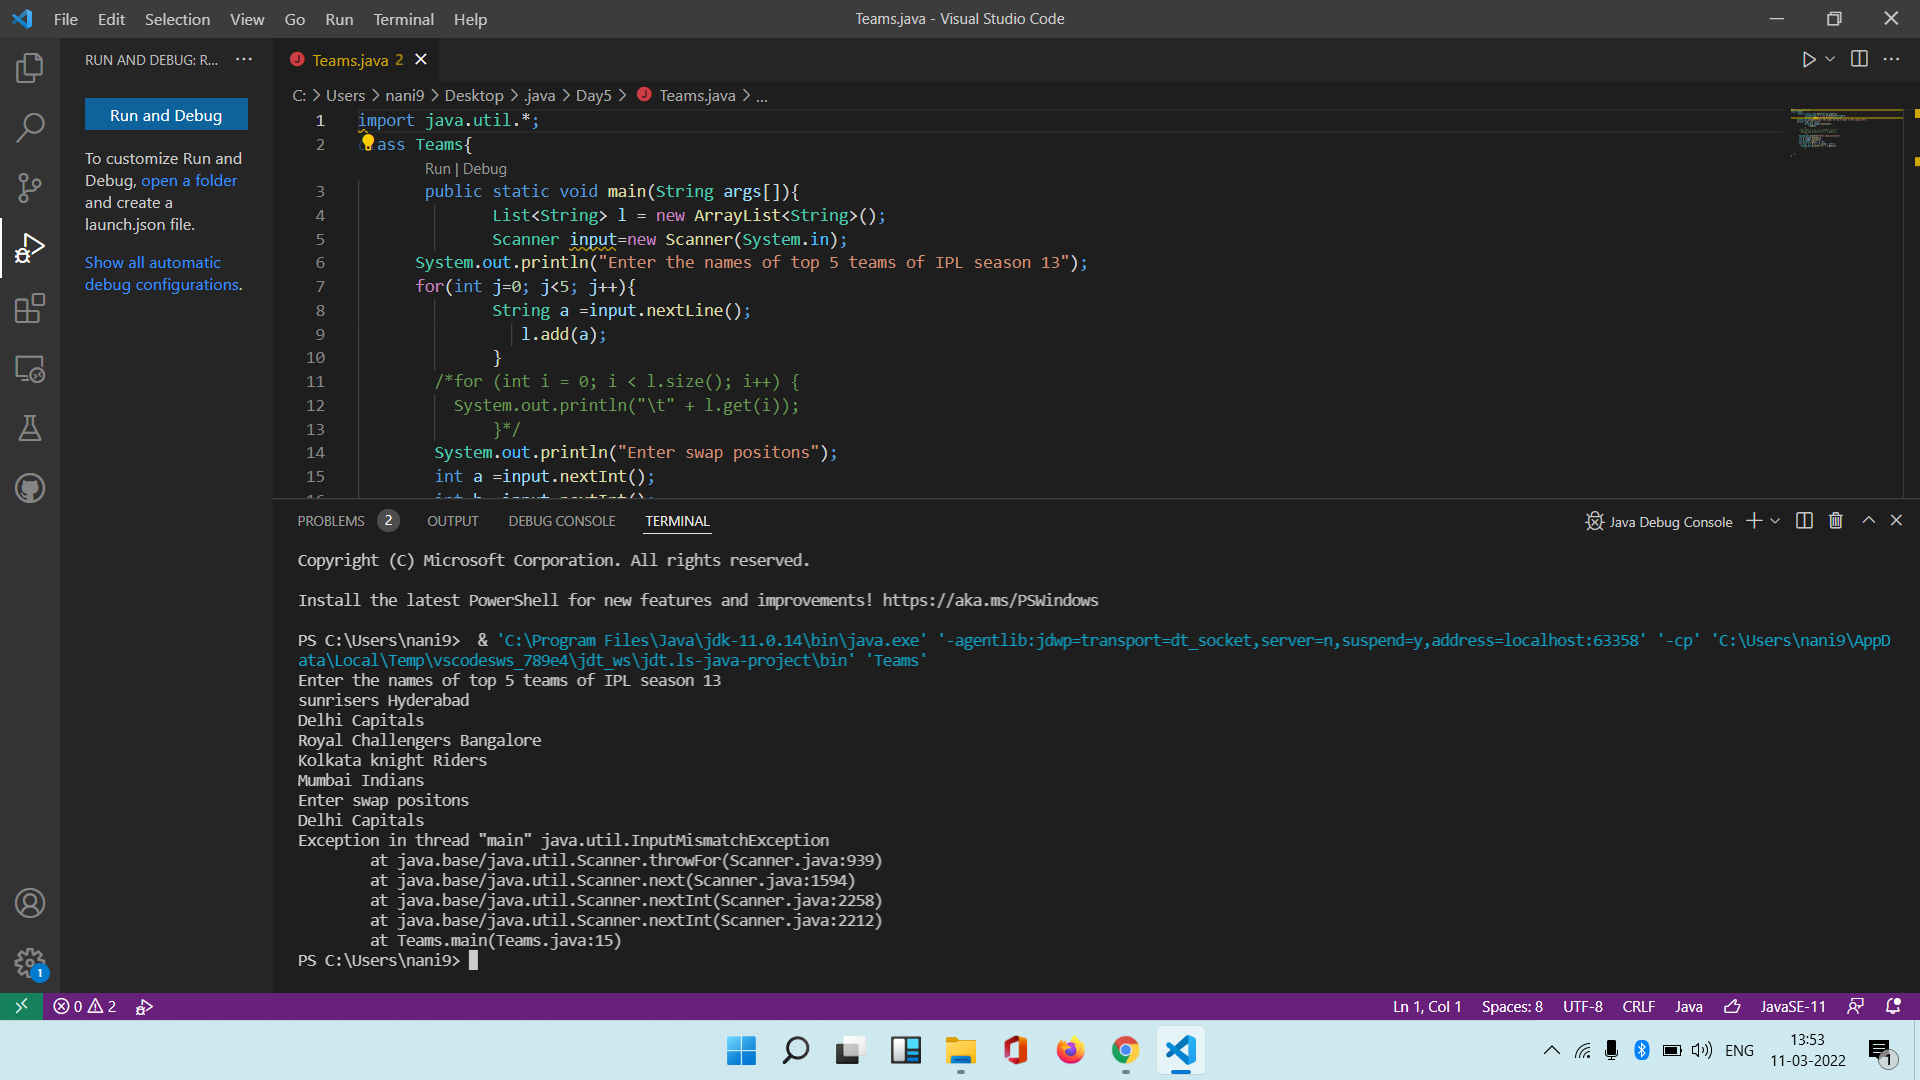 File Edit Selection View Go Run Terminal Help
Teams.java - Visual Studio Code
RUN AND DEBUG: R... ...
Run and Debug
To customize Run and
Debug, open a folder
and create a
launch.json file.
Show all automatic
debug configurations.
Teams.java 2
C: > Users > nani9 > Desktop > .java > Day5 > Teams.java > ...
1 import java.util.*;
2 ass Teams{
Run | Debug
3 public static void main(String args[]){
4 List<String> l = new ArrayList<String>();
5 Scanner input=new Scanner(System.in);
6 System.out.println("Enter the names of top 5 teams of IPL season 13");
7 for(int j=0; j<5; j++){
8 String a =input.nextLine();
9 l.add(a);
10 }
11 /*for (int i = 0; i < l.size(); i++) {
12 System.out.println("\t" + l.get(i));
13 }*/
14 System.out.println("Enter swap positons");
15 int a =input.nextInt();
PROBLEMS 2 OUTPUT DEBUG CONSOLE TERMINAL
Java Debug Console
Copyright (C) Microsoft Corporation. All rights reserved.
Install the latest PowerShell for new features and improvements! https://aka.ms/PSWindows
PS C:\Users\nani9> & 'C:\Program Files\Java\jdk-11.0.14\bin\java.exe' '-agentlib:jdwp=transport=dt_socket,server=n,suspend=y,address=localhost:63358' '-cp' 'C:\Users\nani9\AppD
ata\Local\Temp\vscodesws_789e4\jdt_ws\jdt.ls-java-project\bin' 'Teams'
Enter the names of top 5 teams of IPL season 13
sunrisers Hyderabad
Delhi Capitals
Royal Challengers Bangalore
Kolkata knight Riders
Mumbai Indians
Enter swap positons
Delhi Capitals
Exception in thread "main" java.util.InputMismatchException
at java.base/java.util.Scanner.throwFor(Scanner.java:939)
at java.base/java.util.Scanner.next(Scanner.java:1594)
at java.base/java.util.Scanner.nextInt(Scanner.java:2258)
at java.base/java.util.Scanner.nextInt(Scanner.java:2212)
at Teams.main(Teams.java:15)
PS C:\Users\nani9>
1
0 2
Ln 1, Col 1 Spaces: 8 UTF-8 CRLF Java JavaSE-11
ENG
13:53
11-03-2022
1